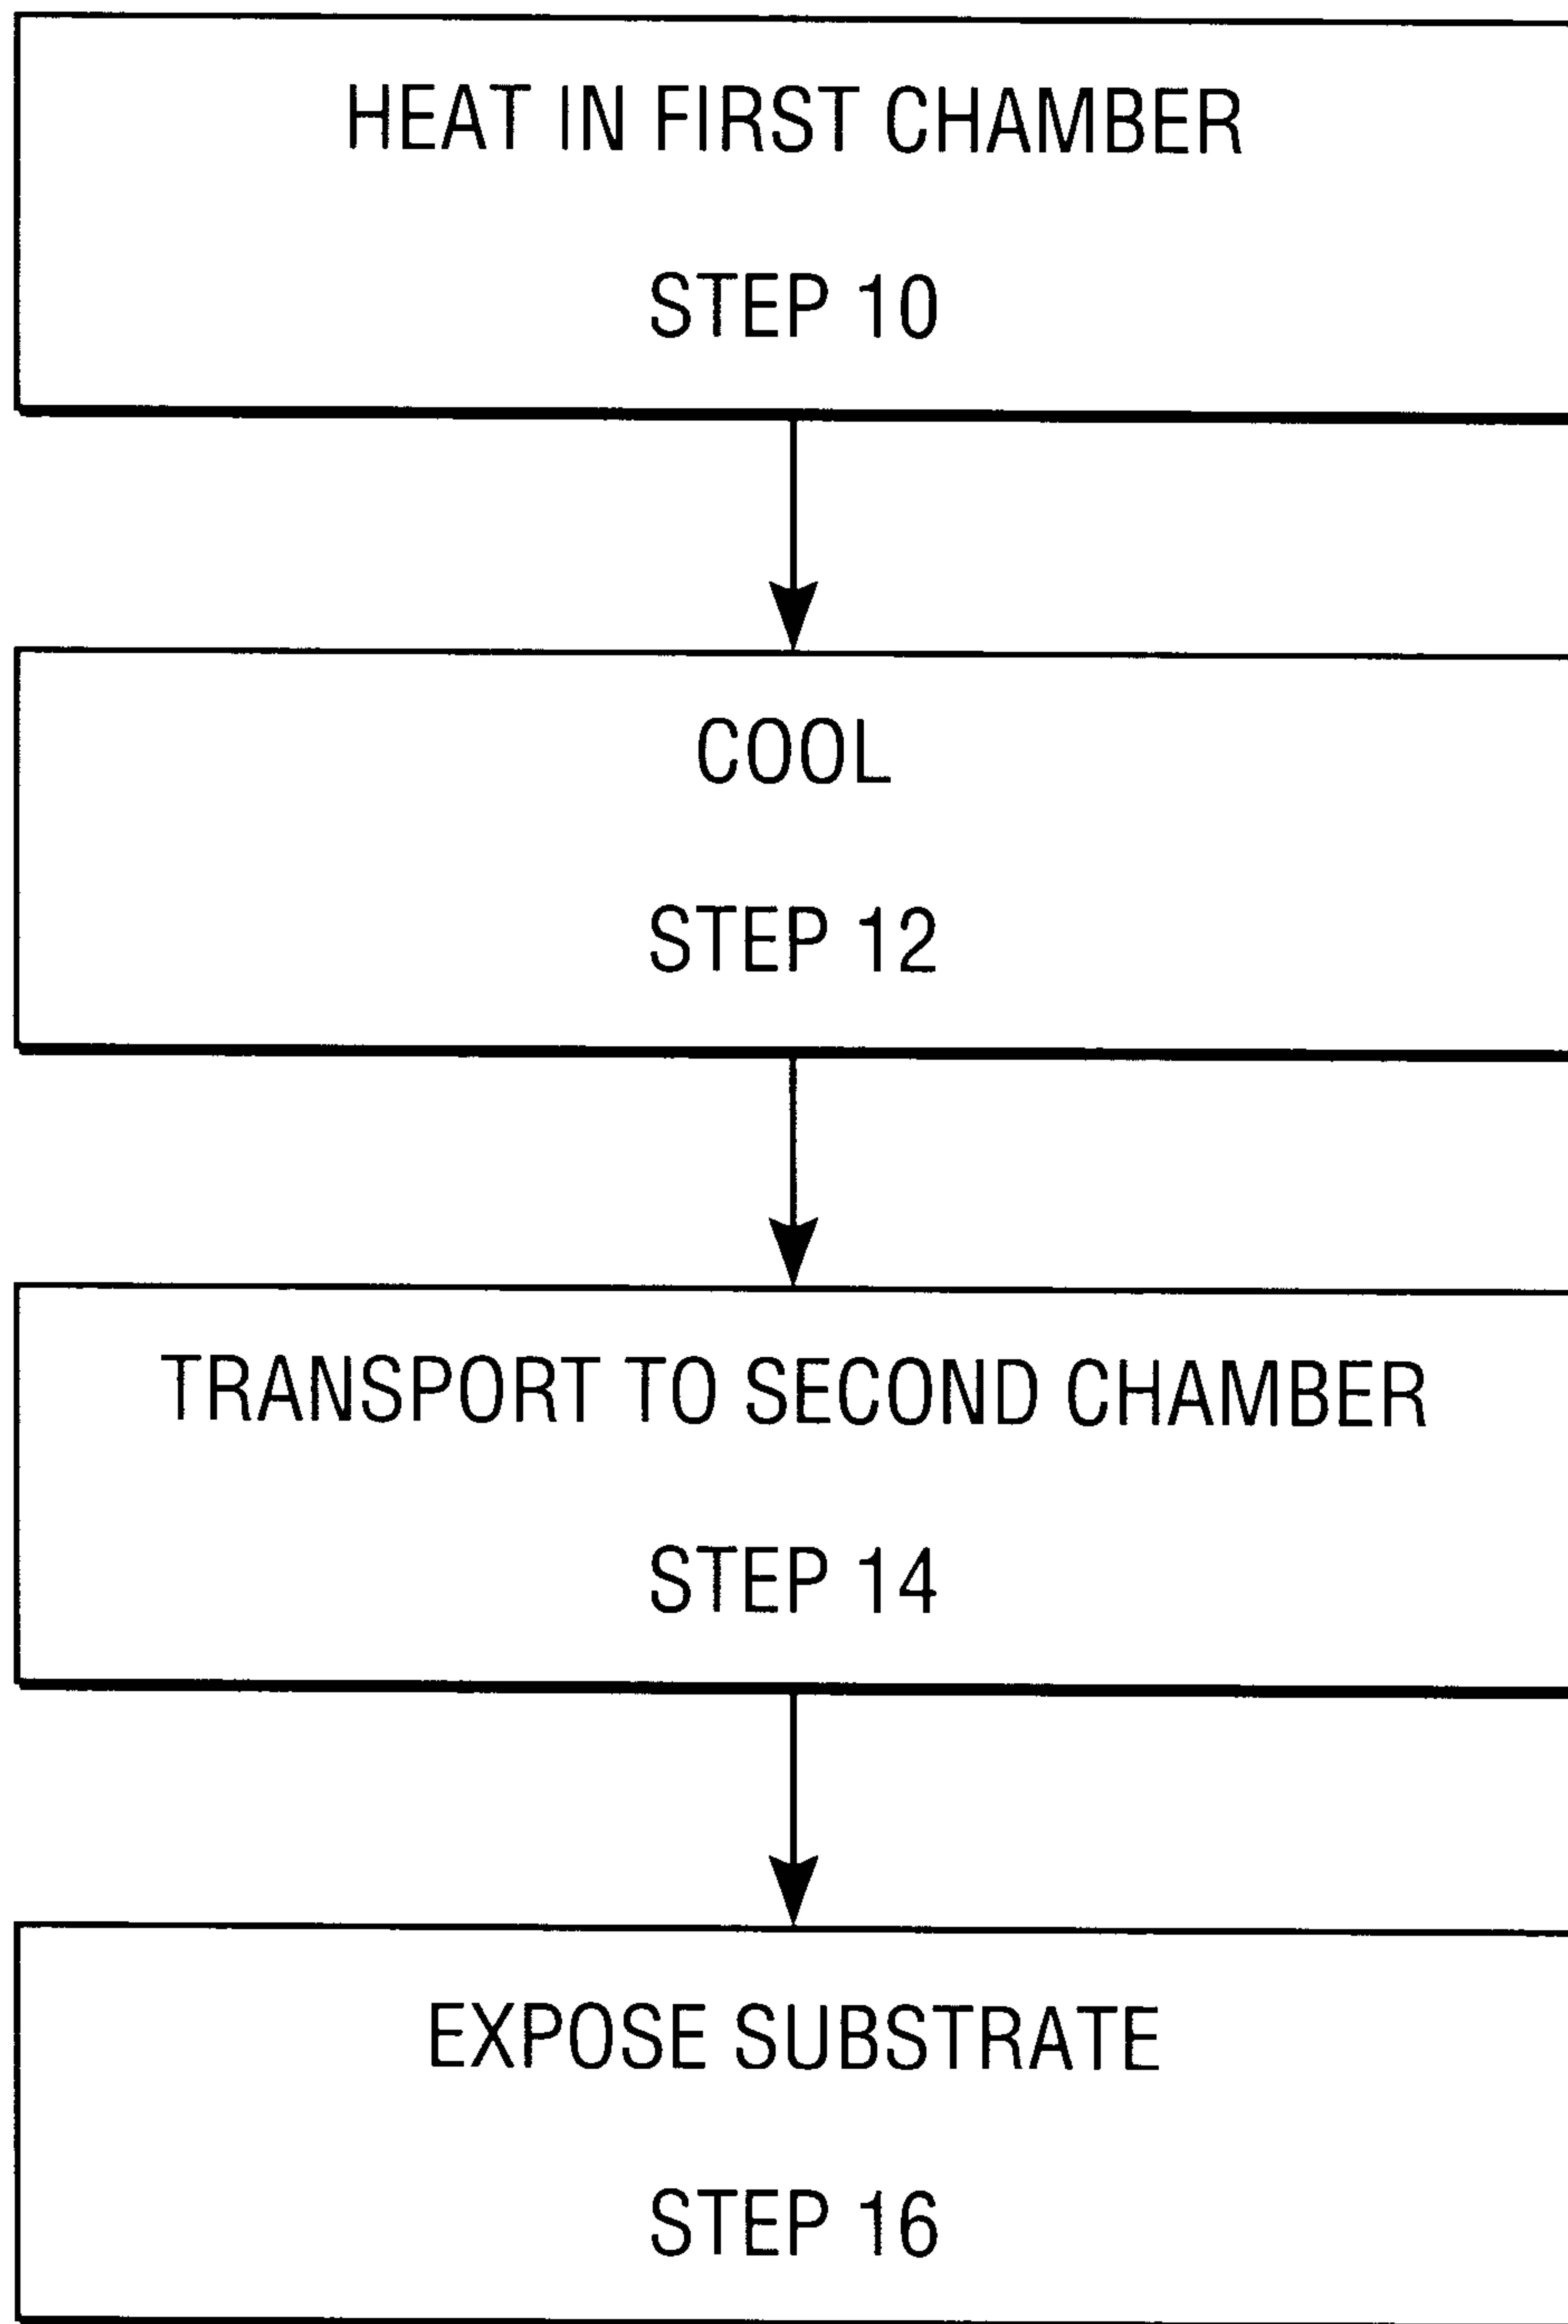 HEAT IN FIRST CHAMBER
STEP 10
COOL
STEP 12
TRANSPORT TO SECOND CHAMBER
STEP 14
EXPOSE SUBSTRATE
STEP 16